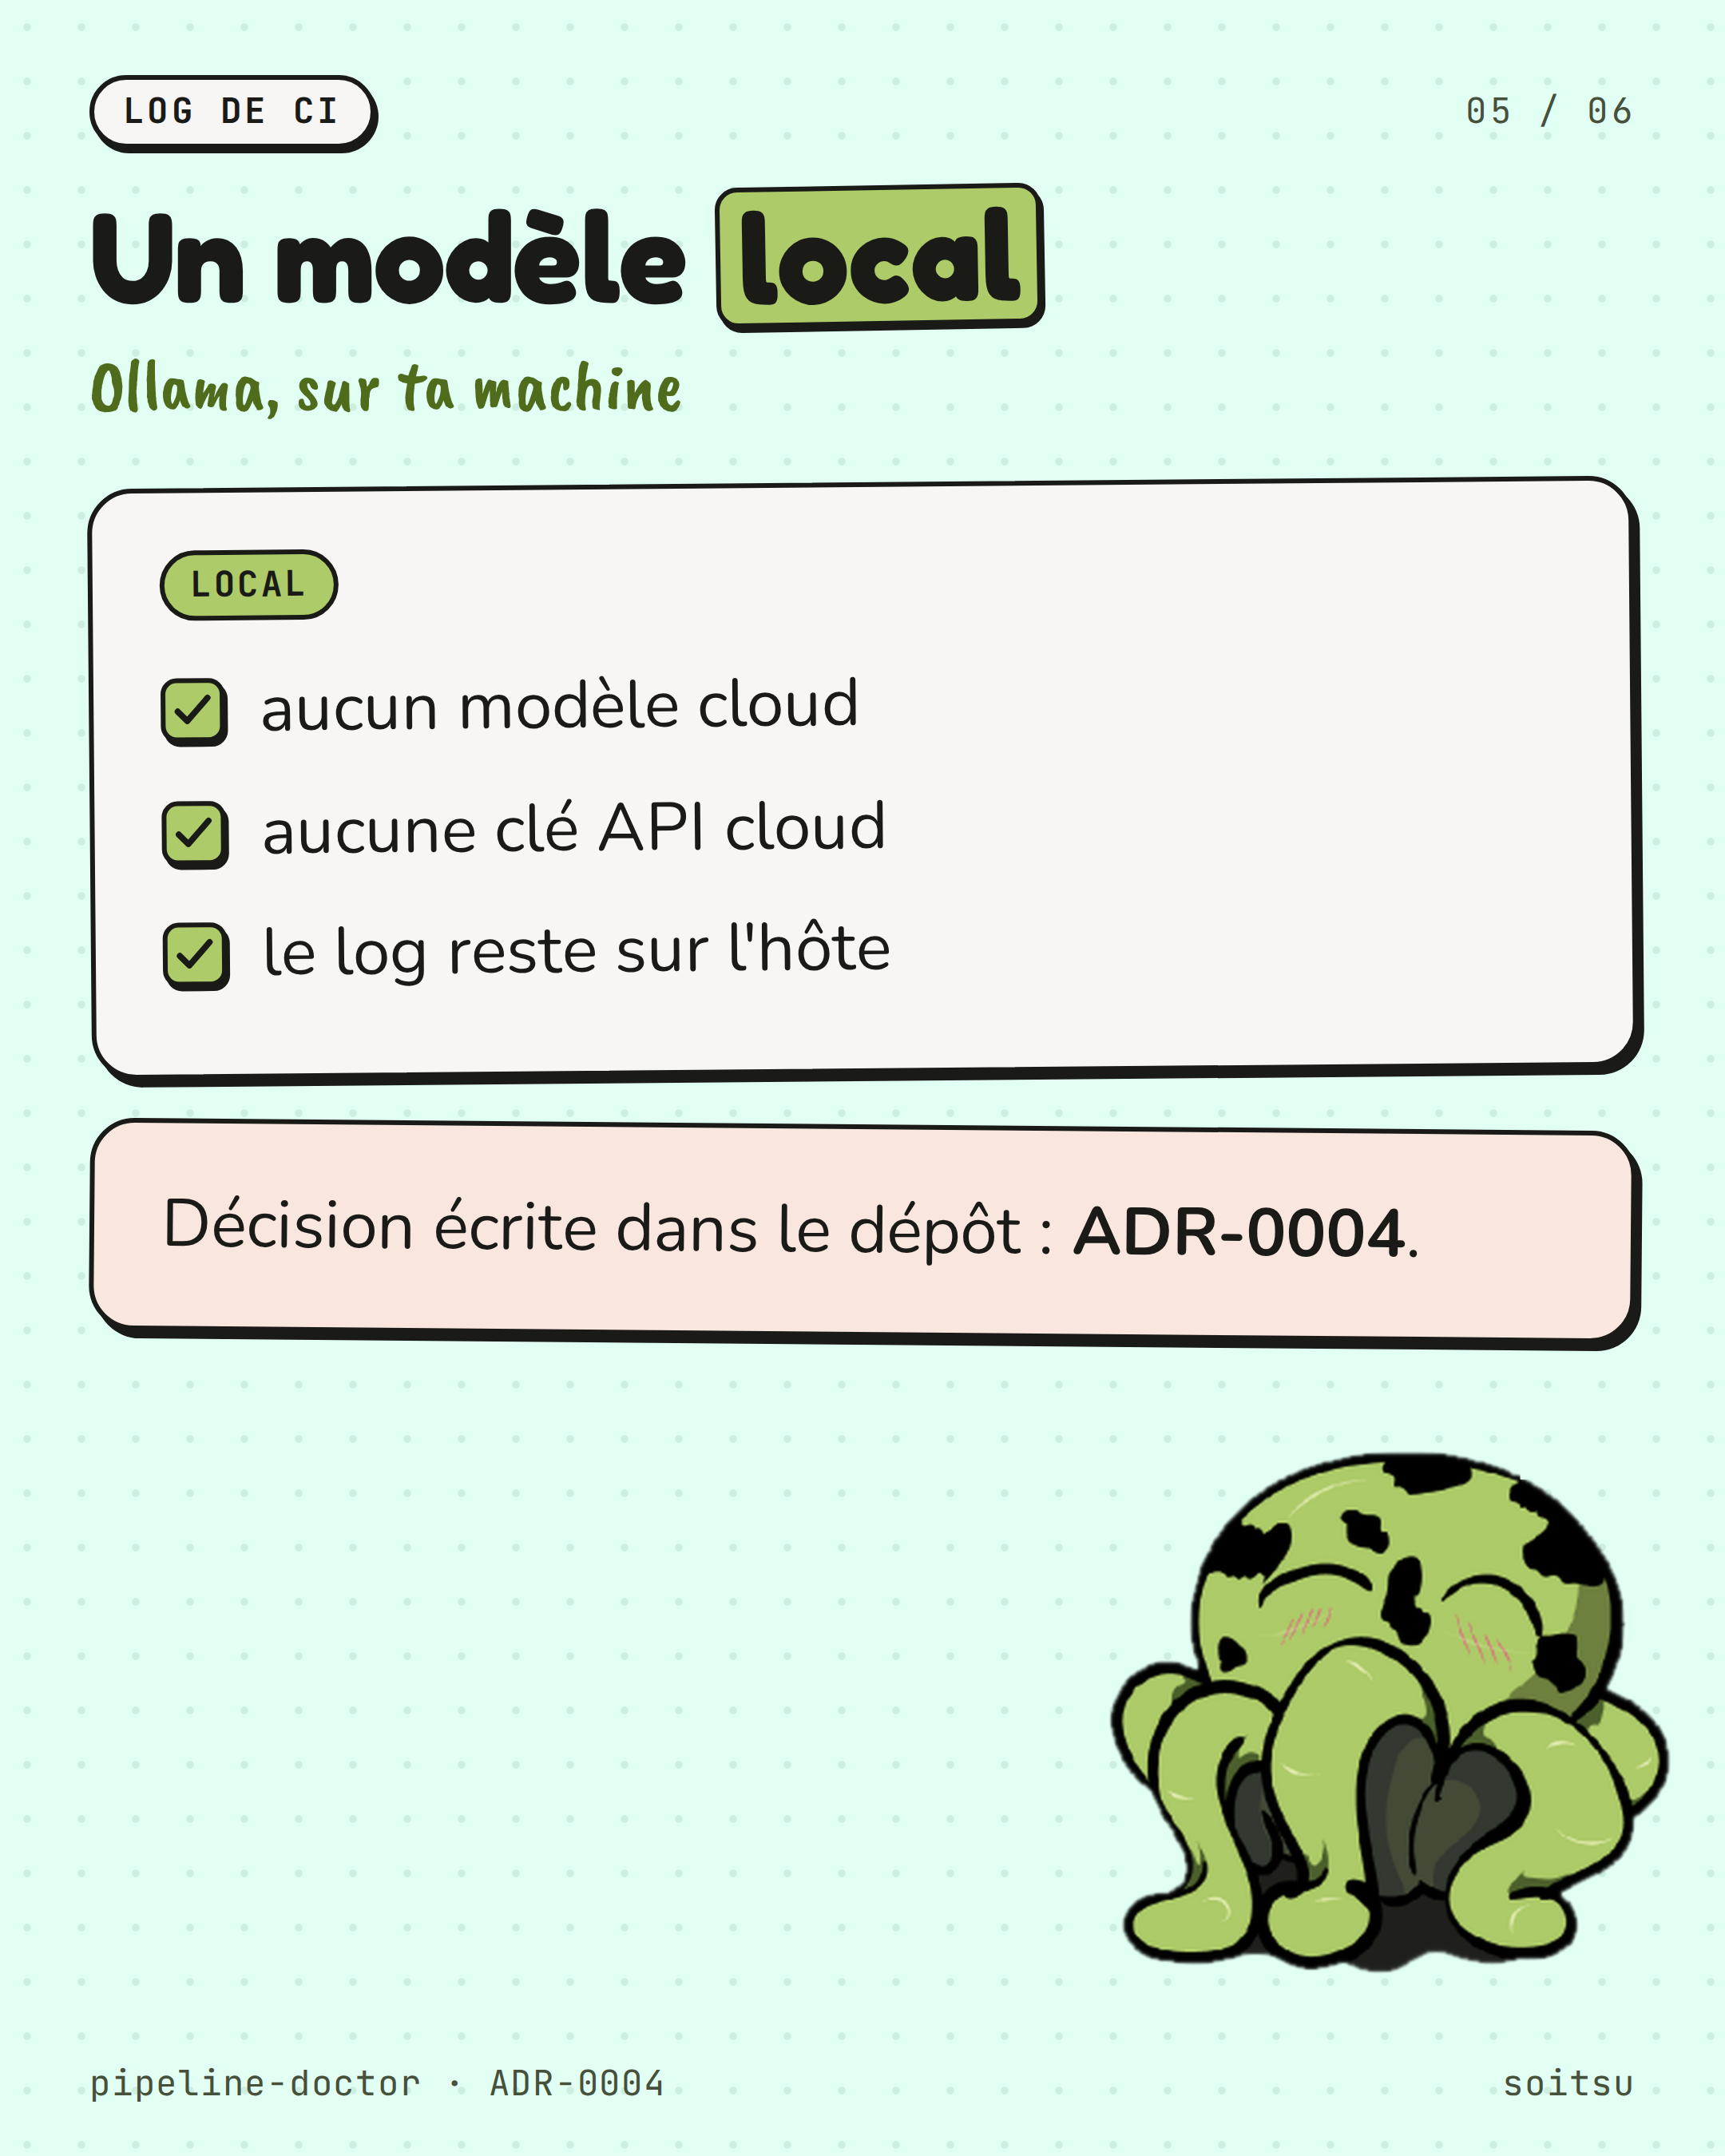 LOG DE CI
05 / 06
Un modèle local
Ollama, sur ta machine
LOCAL
aucun modèle cloud
aucune clé API cloud
le log reste sur l'hôte
Décision écrite dans le dépôt : ADR-0004.
pipeline-doctor · ADR-0004
soitsu